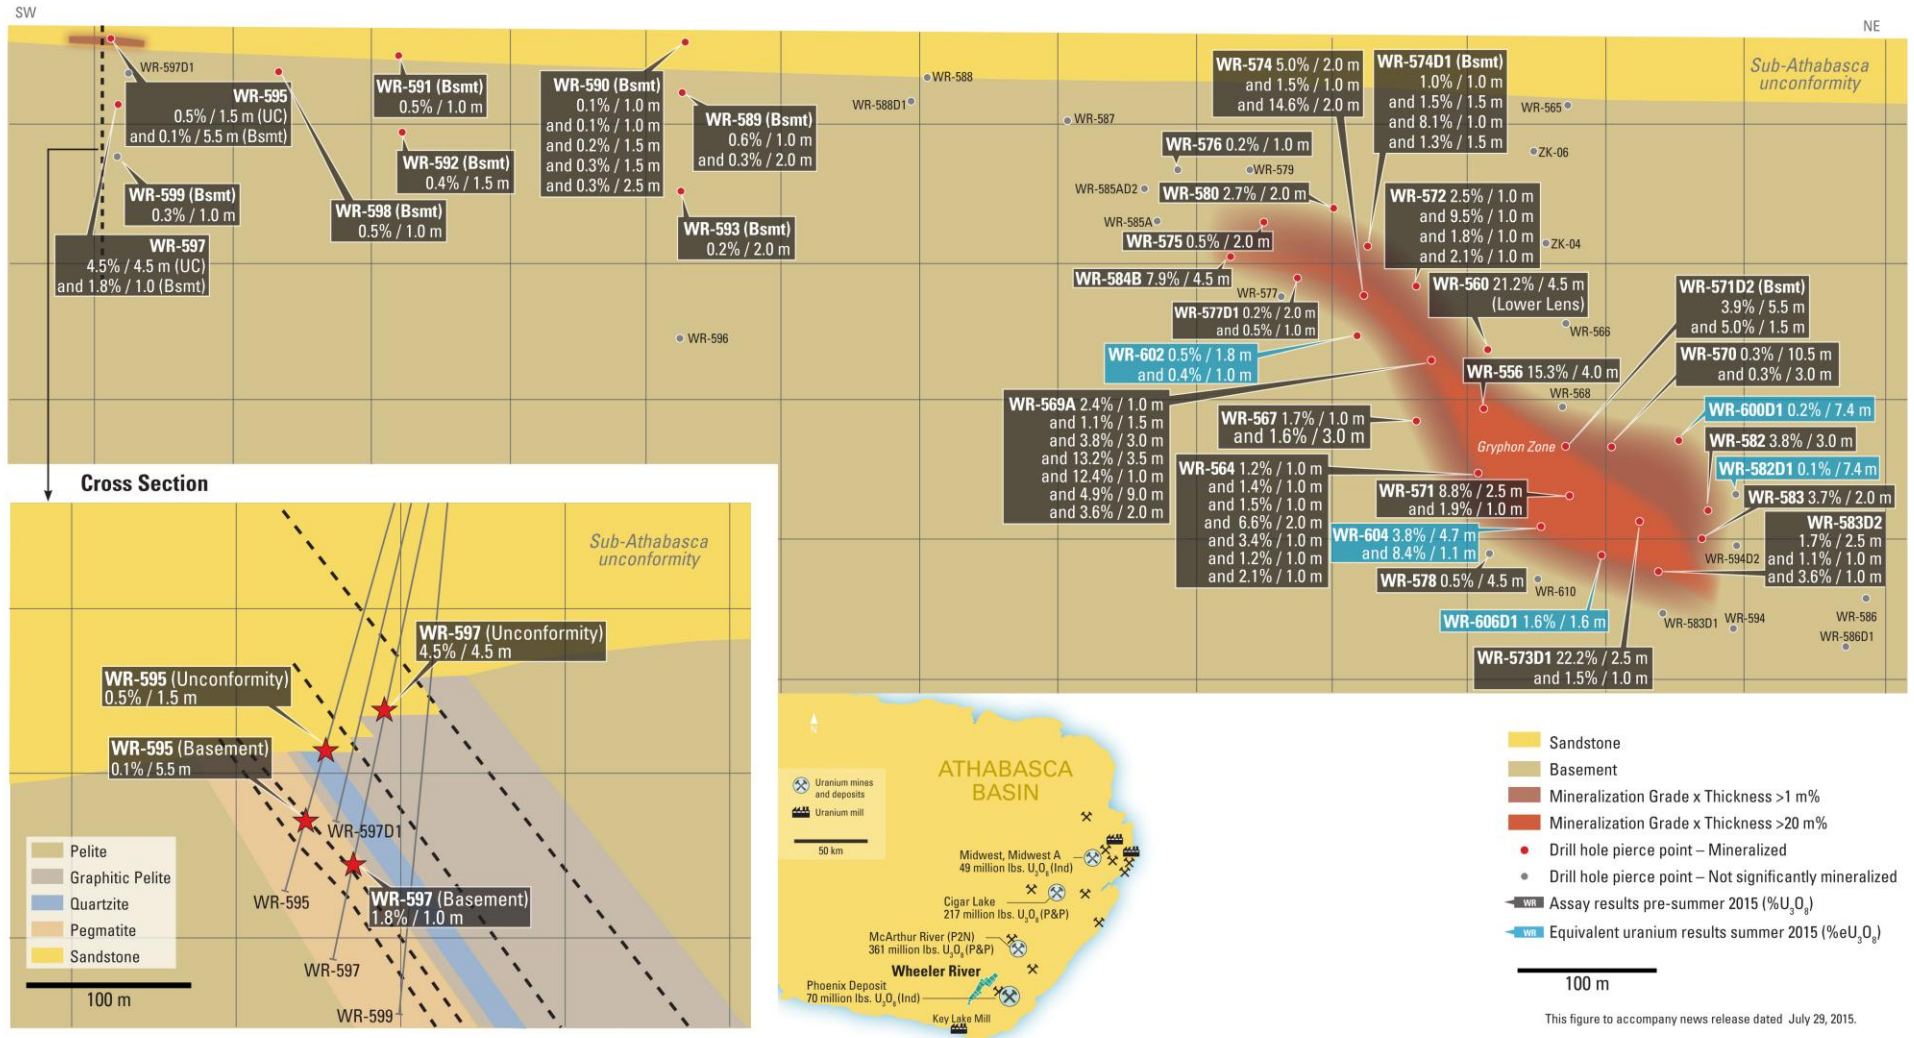 SW
NE
WR-597D1
WR-595
0.5% / 1.5 m (UC)
and 0.1% / 5.5 m (Bsmt)
WR-599 (Bsmt)
0.3% / 1.0 m
WR-597
4.5% / 4.5 m (UC)
and 1.8% / 1.0 (Bsmt)
WR-598 (Bsmt)
0.5% / 1.0 m
WR-591 (Bsmt)
0.5% / 1.0 m
WR-592 (Bsmt)
0.4% / 1.5 m
WR-590 (Bsmt)
0.1% / 1.0 m
and 0.1% / 1.0 m
and 0.2% / 1.5 m
and 0.3% / 1.5 m
and 0.3% / 2.5 m
WR-589 (Bsmt)
0.6% / 1.0 m
and 0.3% / 2.0 m
WR-593 (Bsmt)
0.2% / 2.0 m
WR-596
WR-588
WR-588D1
WR-587
WR-574 5.0% / 2.0 m
and 1.5% / 1.0 m
and 14.6% / 2.0 m
WR-574D1 (Bsmt)
1.0% / 1.0 m
and 1.5% / 1.5 m
and 8.1% / 1.0 m
and 1.3% / 1.5 m
Sub-Athabasca
unconformity
WR-565
ZK-06
WR-576 0.2% / 1.0 m
WR-579
WR-585AD2
WR-580 2.7% / 2.0 m
WR-585A
WR-575 0.5% / 2.0 m
WR-572 2.5% / 1.0 m
and 9.5% / 1.0 m
and 1.8% / 1.0 m
and 2.1% / 1.0 m
ZK-04
WR-584B 7.9% / 4.5 m
WR-577
WR-577D1 0.2% / 2.0 m
and 0.5% / 1.0 m
WR-560 21.2% / 4.5 m
(Lower Lens)
WR-566
WR-571D2 (Bsmt)
3.9% / 5.5 m
and 5.0% / 1.5 m
WR-602 0.5% / 1.8 m
and 0.4% / 1.0 m
WR-570 0.3% / 10.5 m
and 0.3% / 3.0 m
WR-556 15.3% / 4.0 m
WR-568
WR-569A 2.4% / 1.0 m
and 1.1% / 1.5 m
and 3.8% / 3.0 m
and 13.2% / 3.5 m
and 12.4% / 1.0 m
and 4.9% / 9.0 m
and 3.6% / 2.0 m
WR-567 1.7% / 1.0 m
and 1.6% / 3.0 m
WR-600D1 0.2% / 7.4 m
Gryphon Zone
WR-582 3.8% / 3.0 m
WR-582D1 0.1% / 7.4 m
WR-564 1.2% / 1.0 m
and 1.4% / 1.0 m
and 1.5% / 1.0 m
and 6.6% / 2.0 m
and 3.4% / 1.0 m
and 1.2% / 1.0 m
and 2.1% / 1.0 m
WR-571 8.8% / 2.5 m
and 1.9% / 1.0 m
WR-583 3.7% / 2.0 m
WR-583D2
1.7% / 2.5 m
and 1.1% / 1.0 m
and 3.6% / 1.0 m
WR-604 3.8% / 4.7 m
and 8.4% / 1.1 m
WR-594D2
WR-578 0.5% / 4.5 m
WR-610
WR-606D1 1.6% / 1.6 m
WR-583D1
WR-594
WR-586
WR-586D1
WR-573D1 22.2% / 2.5 m
and 1.5% / 1.0 m
Cross Section
Sub-Athabasca
unconformity
WR-597 (Unconformity)
4.5% / 4.5 m
WR-595 (Unconformity)
0.5% / 1.5 m
WR-595 (Basement)
0.1% / 5.5 m
WR-597D1
WR-597 (Basement)
1.8% / 1.0 m
WR-595
WR-597
WR-599
Pelite
Graphitic Pelite
Quartzite
Pegmatite
Sandstone
100 m
N
Uranium mines
and deposits
Uranium mill
50 km
ATHABASCA
BASIN
Midwest, Midwest A
49 million lbs. U₃O₈ (Ind)
Cigar Lake
217 million lbs. U₃O₈ (P&P)
McArthur River (P2N)
361 million lbs. U₃O₈ (P&P)
Wheeler River
Phoenix Deposit
70 million lbs. U₃O₈ (Ind)
Key Lake Mill
Sandstone
Basement
Mineralization Grade x Thickness >1 m%
Mineralization Grade x Thickness >20 m%
Drill hole pierce point – Mineralized
Drill hole pierce point – Not significantly mineralized
WR Assay results pre-summer 2015 (%U₃O₈)
WR Equivalent uranium results summer 2015 (%eU₃O₈)
100 m
This figure to accompany news release dated July 29, 2015.